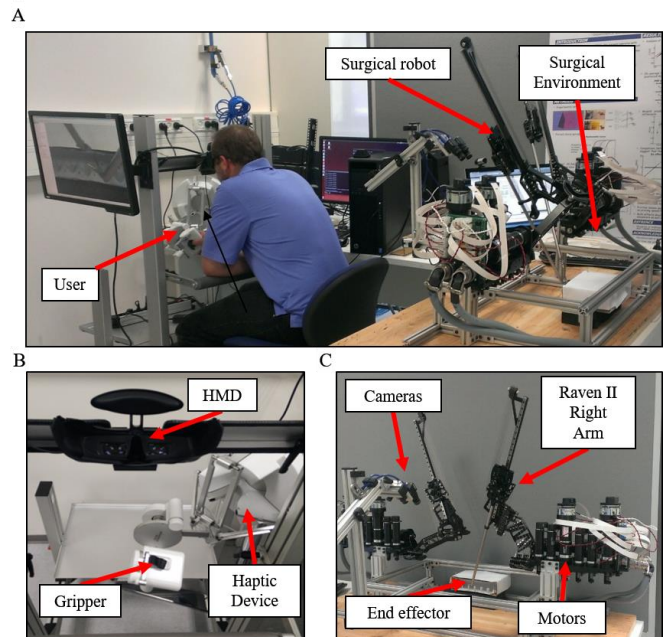 A
Surgical robot
Surgical
Environment
User
B
HMD
Gripper
Haptic
Device
C
Cameras
Raven II
Right
Arm
End effector
Motors